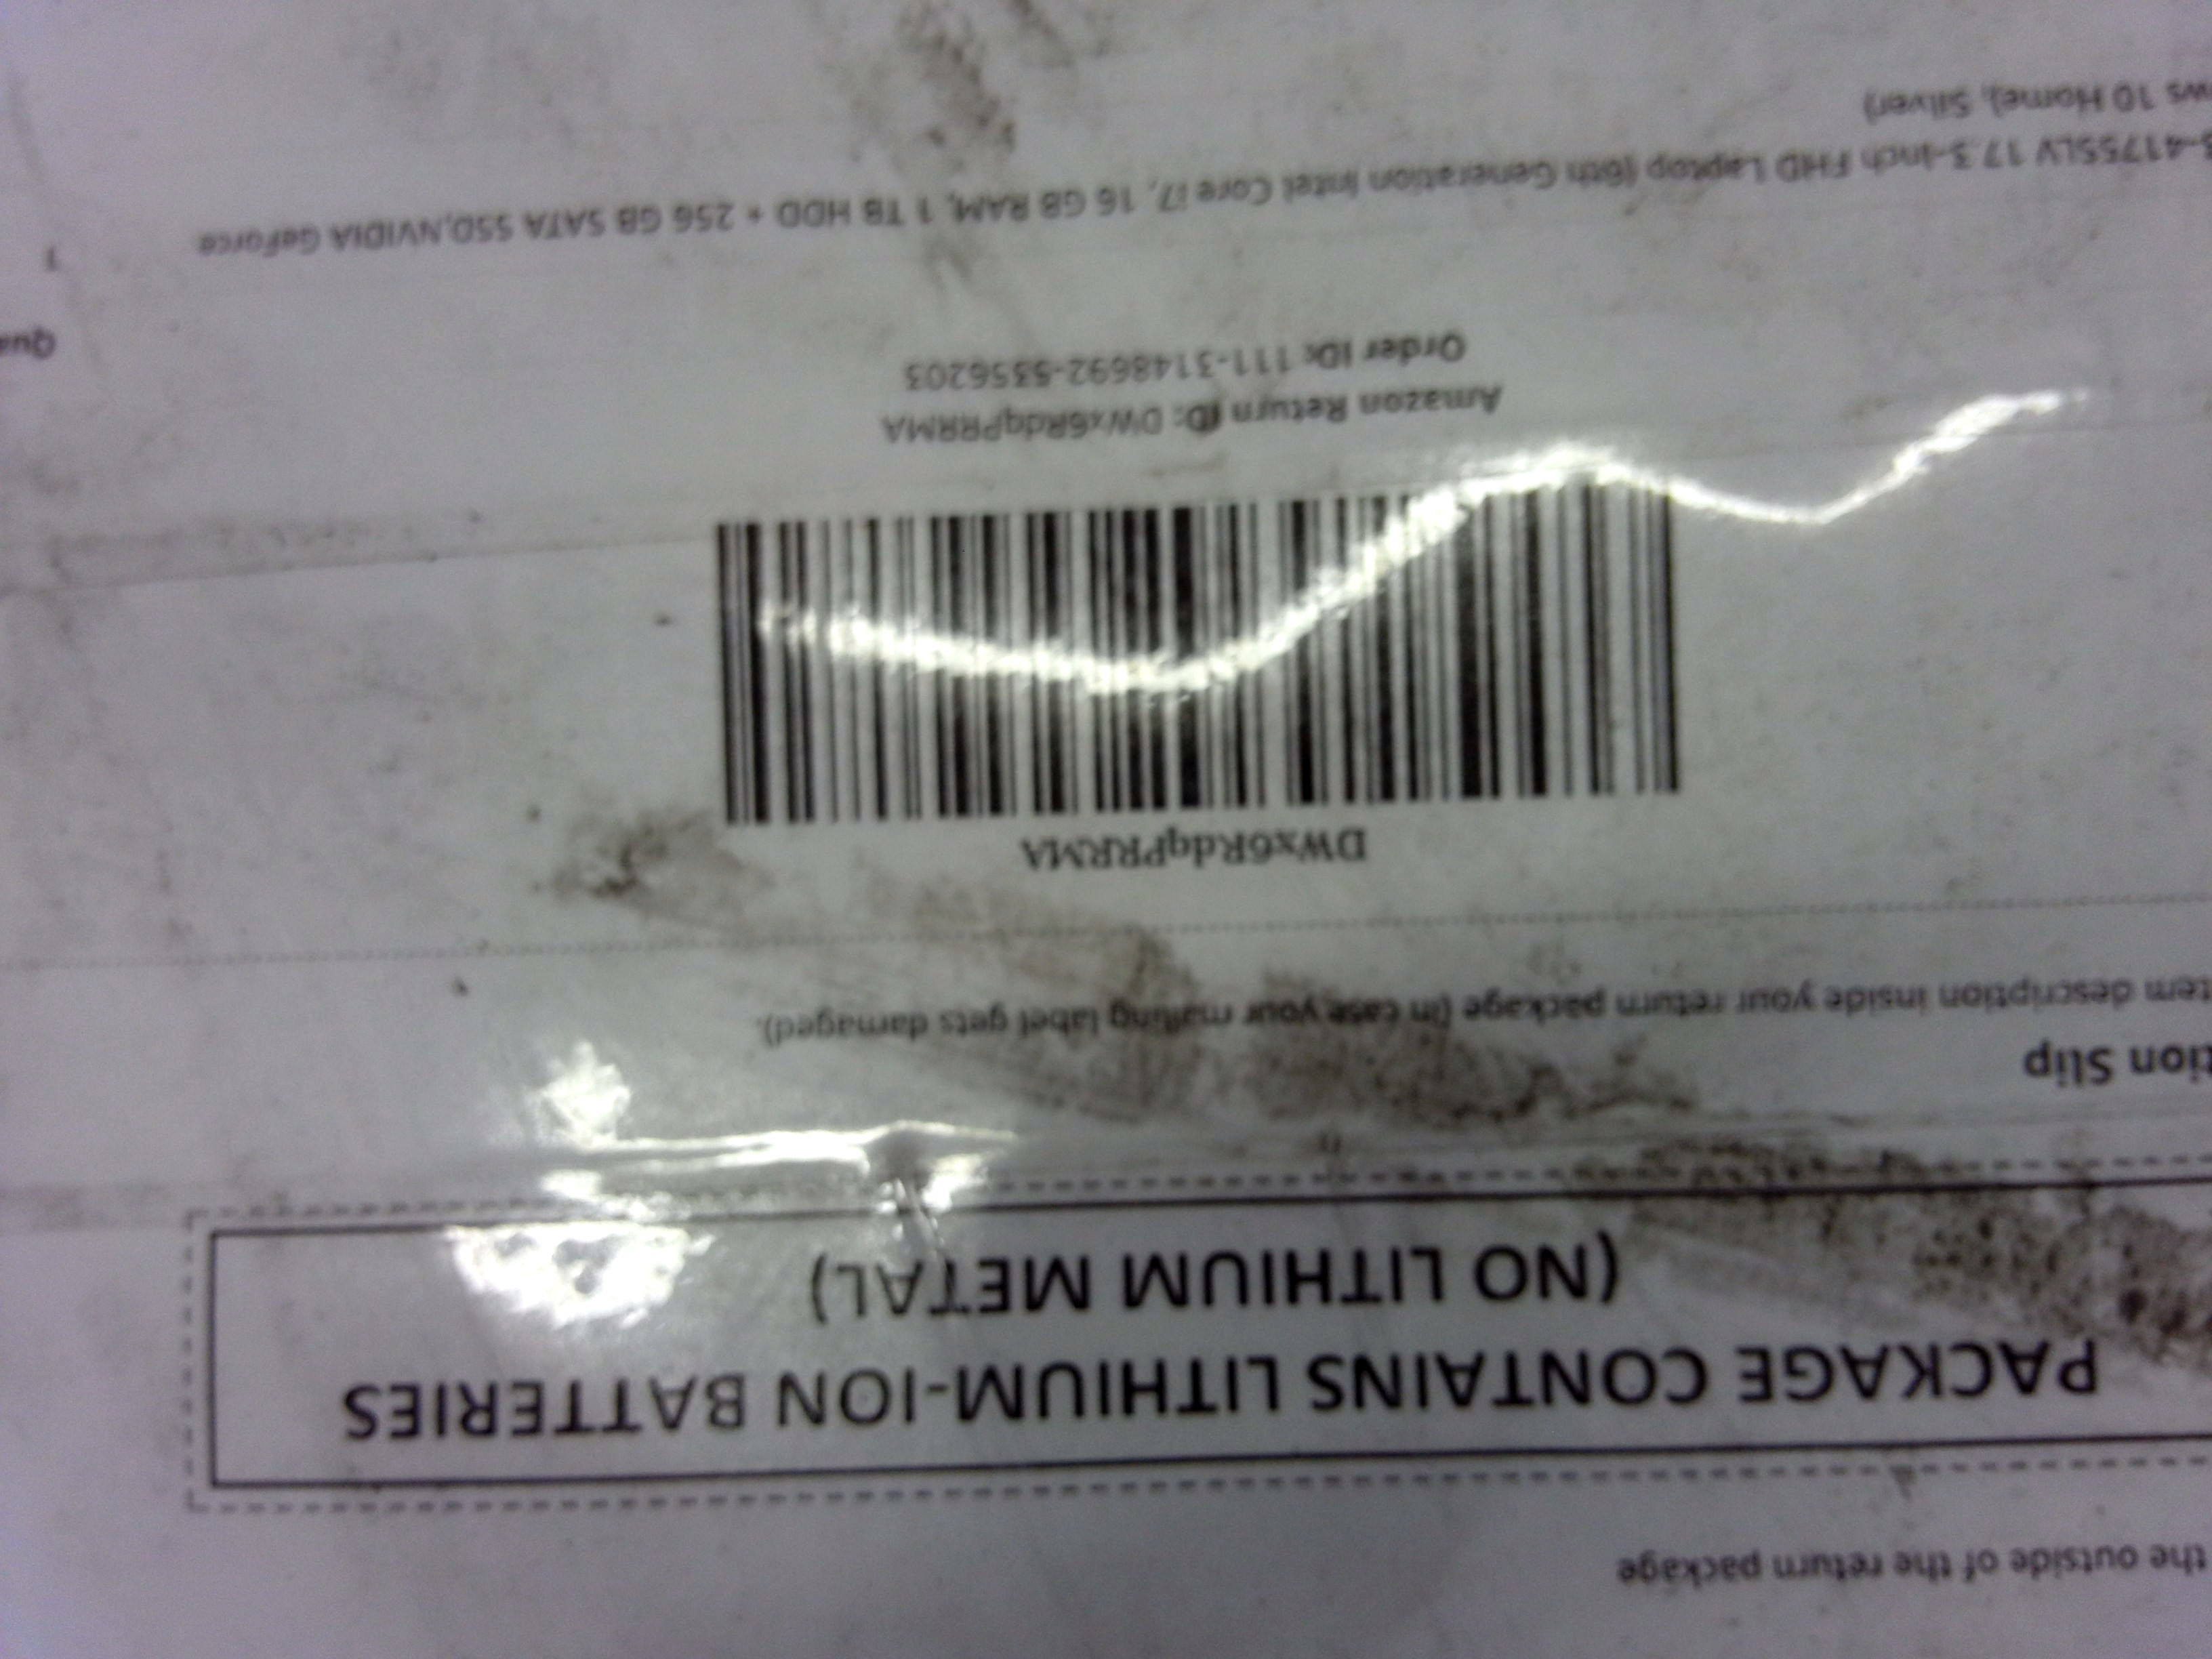 the outside of the return package
PACKAGE CONTAINS LITHIUM-ION BATTERIES
(NO LITHIUM METAL)
tion Slip
tem description inside your return package (in case your mailing label gets damaged).
DWx6RdqPRRMA
Amazon Return ID: DWx6RdqPRRMA
Order ID: 111-3148692-5356203
Qua
-4175SLV 17.3-Inch FHD Laptop (6th Generation Intel Core i7, 16 GB RAM, 1 TB HDD + 256 GB SATA SSD,NVIDIA GeForce
1
ws 10 Home), Silver)